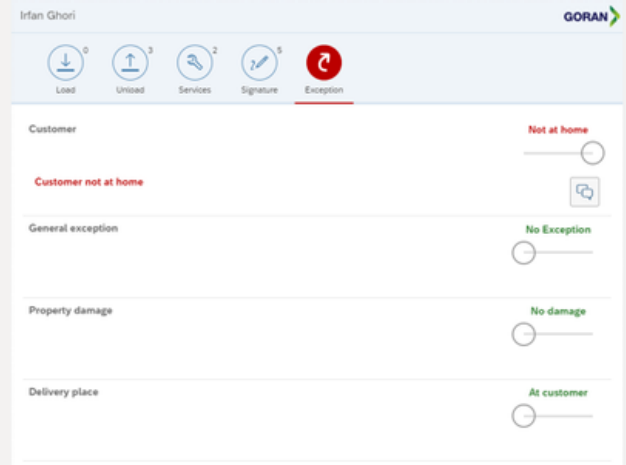 Irfan Ghori
GORAN
0 3 2 5
Load Unload Services Signature Exception
Customer Not at home
Customer not at home
General exception No Exception
Property damage No damage
Delivery place At customer